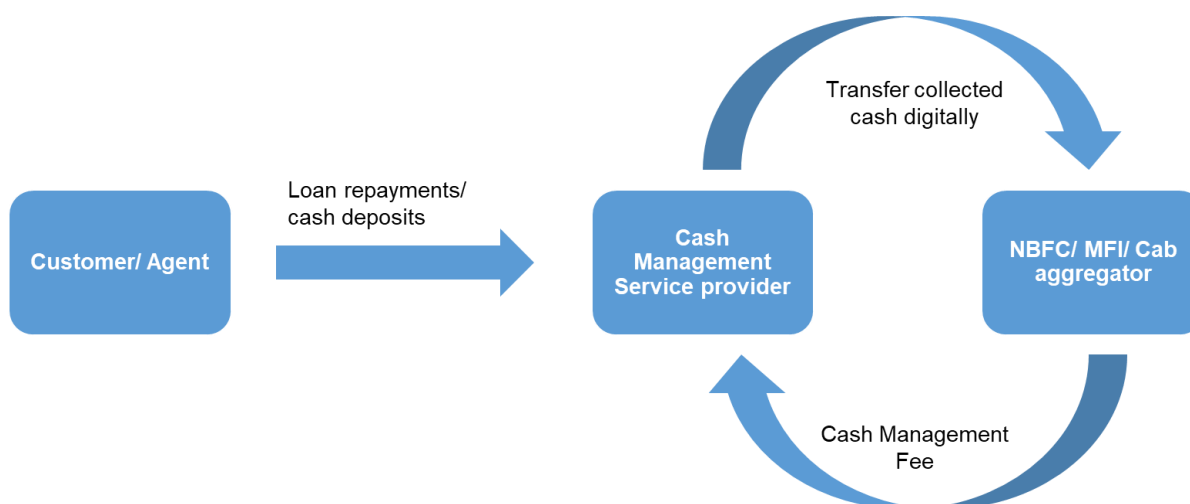 Transfer collected
cash digitally
Loan repayments/
cash deposits
Customer/ Agent
Cash
Management
Service provider
NBFC/ MFI/ Cab
aggregator
Cash Management
Fee